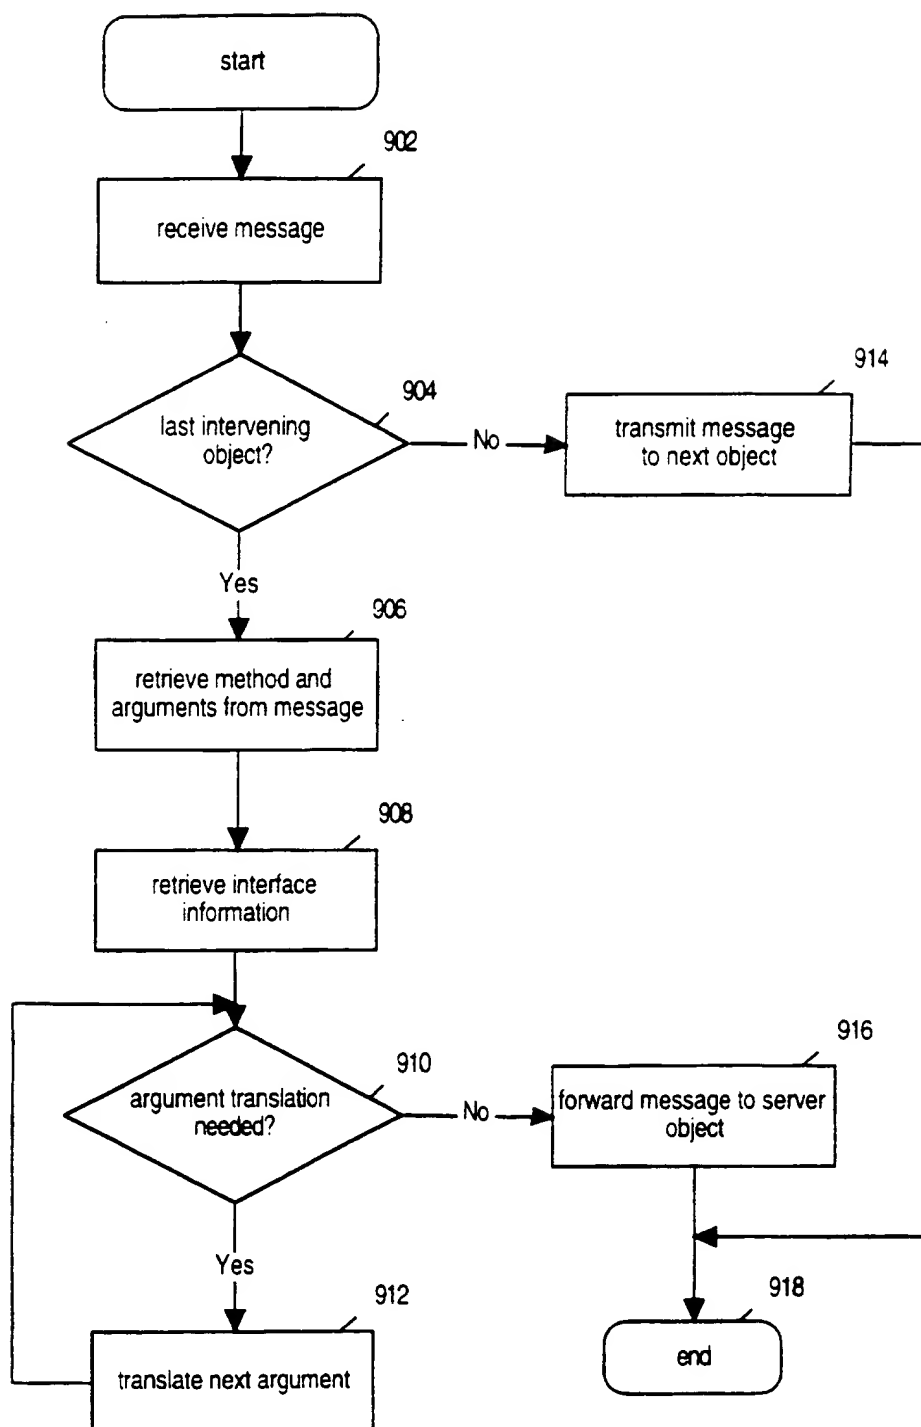 start
902
receive message
904
last intervening
object?
No
914
transmit message
to next object
Yes
906
retrieve method and
arguments from message
908
retrieve interface
information
910
argument translation
needed?
No
916
forward message to server
object
Yes
912
translate next argument
918
end